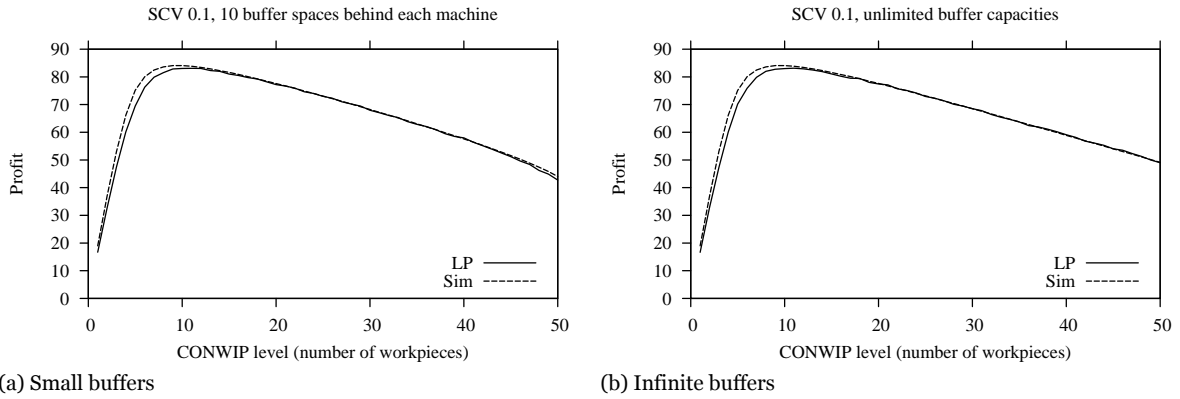 SCV 0.1, 10 buffer spaces behind each machine
90
80
70
60
50
40
30
20
10
0
Profit
LP
Sim
0 10 20 30 40 50
CONWIP level (number of workpieces)
(a) Small buffers
SCV 0.1, unlimited buffer capacities
90
80
70
60
50
40
30
20
10
0
Profit
LP
Sim
0 10 20 30 40 50
CONWIP level (number of workpieces)
(b) Infinite buffers